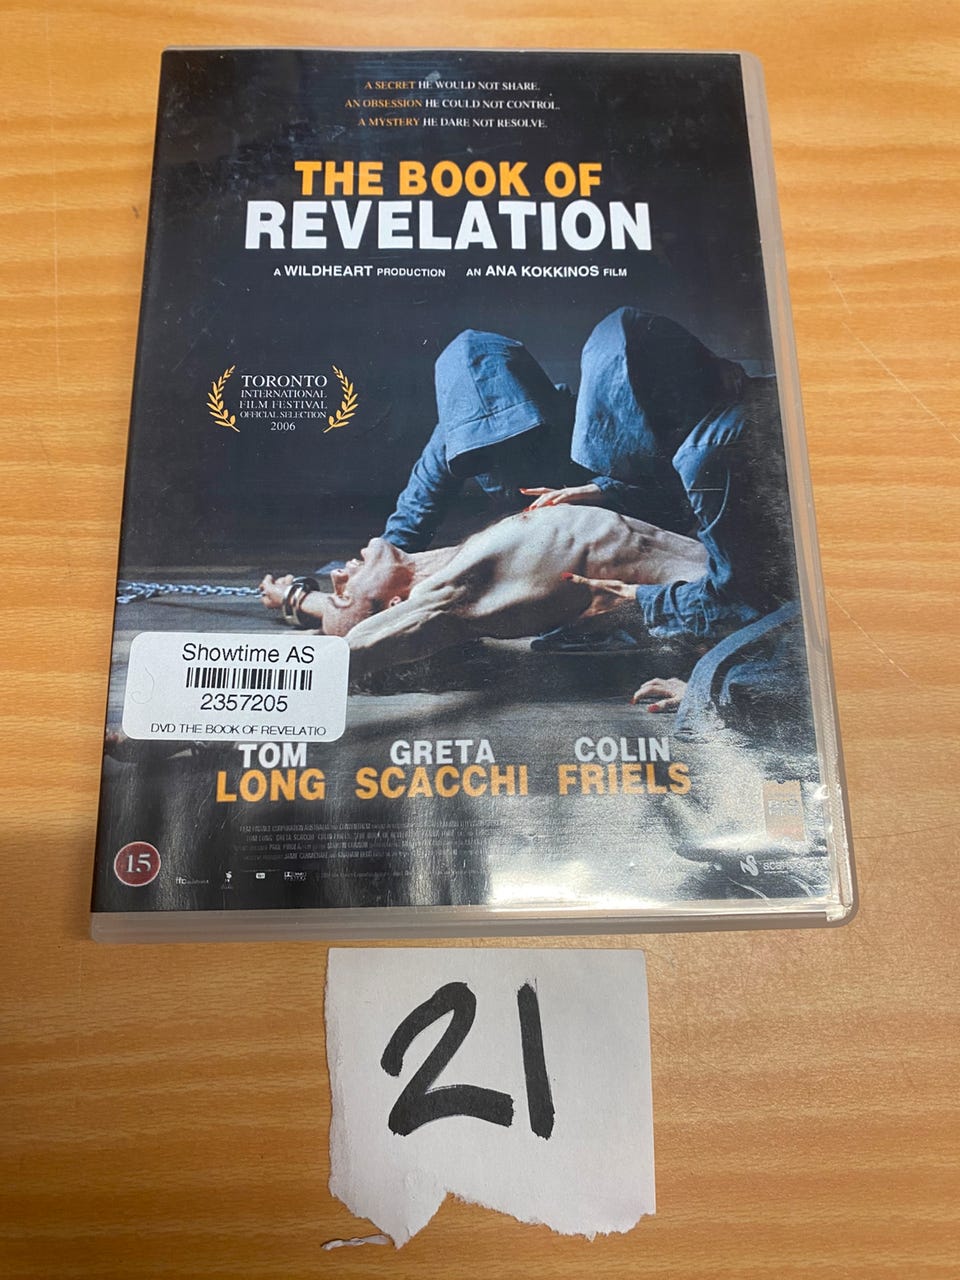 A SECRET HE WOULD NOT SHARE.
AN OBSESSION HE COULD NOT CONTROL.
A MYSTERY HE DARE NOT RESOLVE.
THE BOOK OF
REVELATION
A WILDHEART PRODUCTION AN ANA KOKKINOS FILM
TORONTO
INTERNATIONAL
FILM FESTIVAL
OFFICIAL SELECTION
2006
Showtime AS
2357205
DVD THE BOOK OF REVELATIO
TOM GRETA COLIN
LONG SCACCHI FRIELS
15
21